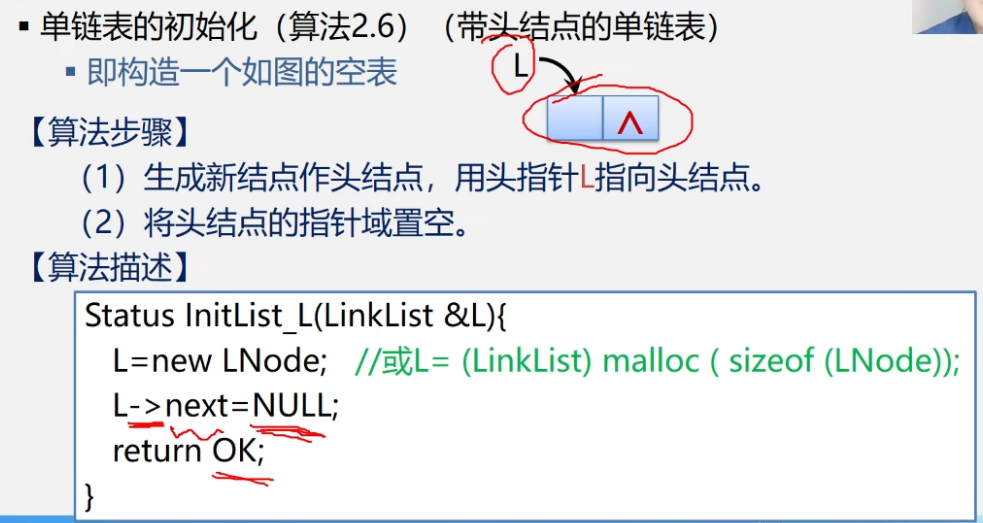 ▪ 单链表的初始化（算法2.6）（带头结点的单链表）
▪ 即构造一个如图的空表
L
∧
【算法步骤】
（1）生成新结点作头结点，用头指针L指向头结点。
（2）将头结点的指针域置空。
【算法描述】
Status InitList_L(LinkList &L){
L=new LNode; //或L= (LinkList) malloc ( sizeof (LNode));
L->next=NULL;
return OK;
}